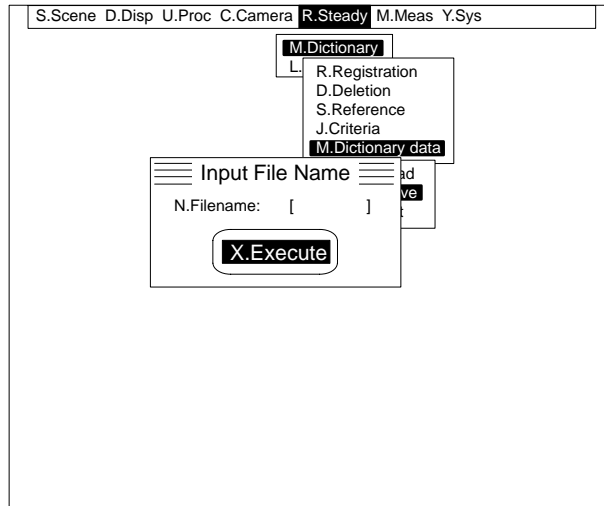 S.Scene D.Disp U.Proc C.Camera R.Steady M.Meas Y.Sys
M.Dictionary
L.
R.Registration
D.Deletion
S.Reference
J.Criteria
M.Dictionary data
Input File Name
N.Filename: [ ]
X.Execute